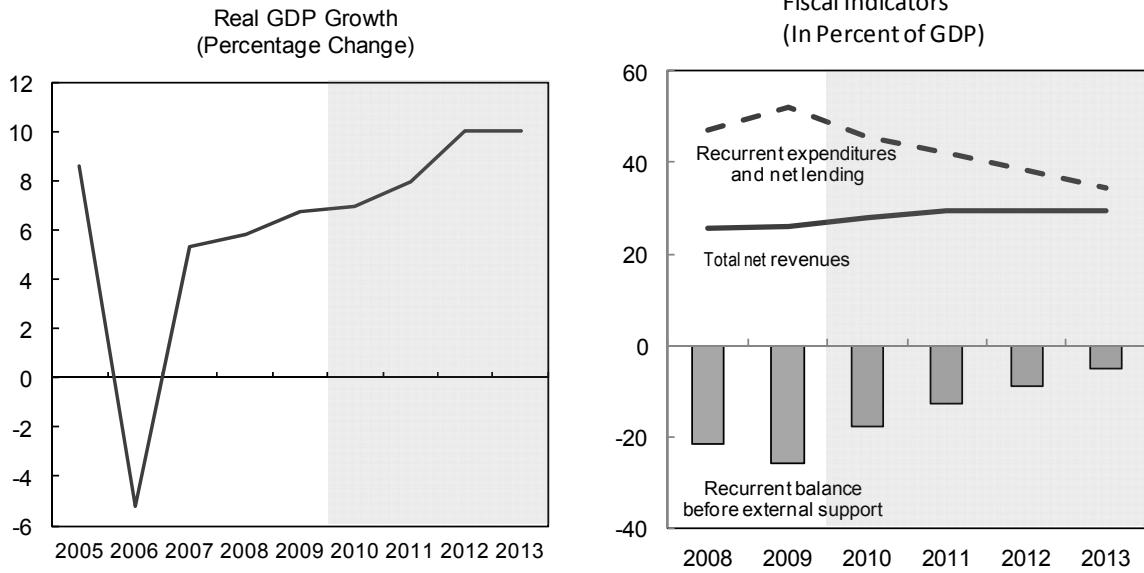 Real GDP Growth
(Percentage Change)
12
10
8
6
4
2
0
-2
-4
-6
2005 2006 2007 2008 2009 2010 2011 2012 2013
Fiscal Indicators
(In Percent of GDP)
60
40
20
0
-20
-40
Recurrent expenditures
and net lending
Total net revenues
Recurrent balance
before external support
2008 2009 2010 2011 2012 2013